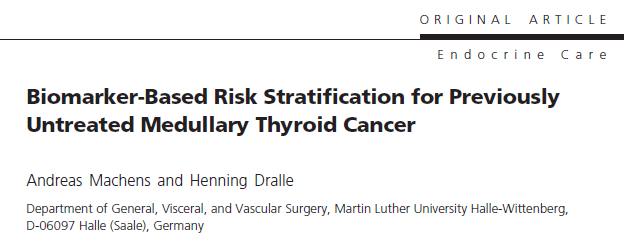 ORIGINAL ARTICLE
Endocrine Care
Biomarker-Based Risk Stratification for Previously
Untreated Medullary Thyroid Cancer
Andreas Machens and Henning Dralle
Department of General, Visceral, and Vascular Surgery, Martin Luther University Halle-Wittenberg,
D-06097 Halle (Saale), Germany